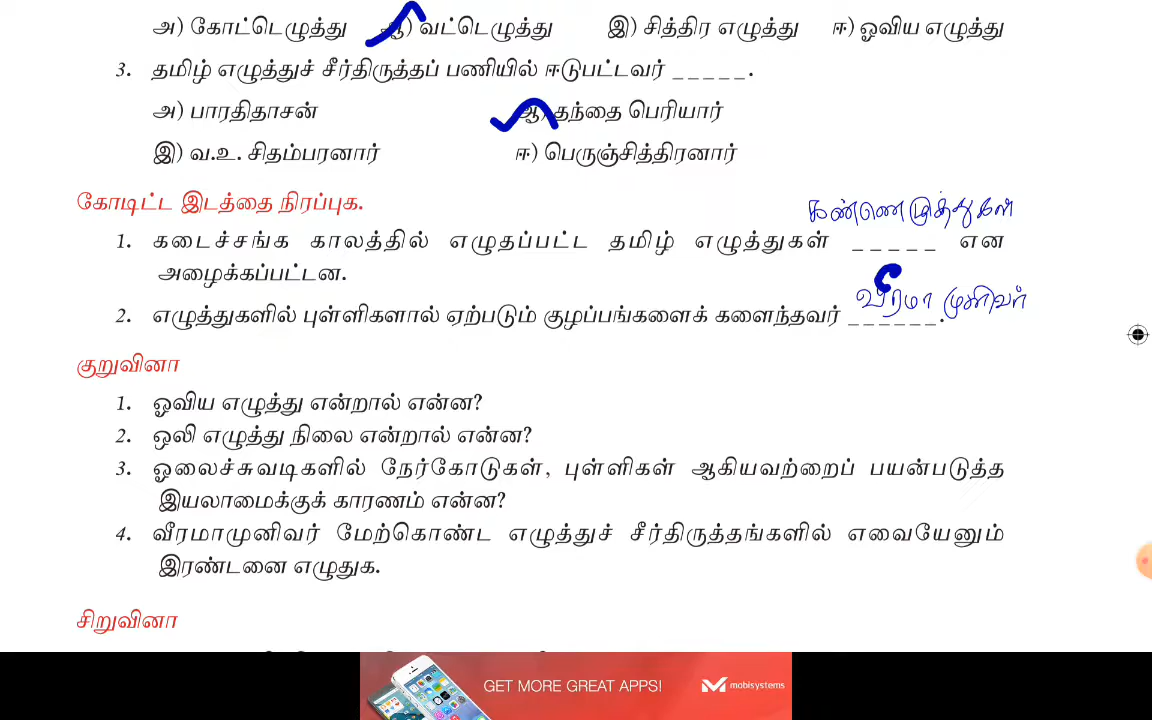 அ) கோட்டெழுத்து ஆ) வட்டெழுத்து இ) சித்திர எழுத்து ஈ) ஓவிய எழுத்து
3. தமிழ் எழுத்துச் சீர்திருத்தப் பணியில் ஈடுபட்டவர் _ _ _ _ _.
அ) பாரதிதாசன் ஆ) தந்தை பெரியார்
இ) வ.உ. சிதம்பரனார் ஈ) பெருஞ்சித்திரனார்
கோடிட்ட இடத்தை நிரப்புக.
கண்ணெழுத்துகள்
1. கடைச்சங்க காலத்தில் எழுதப்பட்ட தமிழ் எழுத்துகள் _ _ _ _ _ என
அழைக்கப்பட்டன.
வீரமா முனிவர்
2. எழுத்துகளில் புள்ளிகளால் ஏற்படும் குழப்பங்களைக் களைந்தவர் _ _ _ _ _ _.
குறுவினா
1. ஓவிய எழுத்து என்றால் என்ன?
2. ஒலி எழுத்து நிலை என்றால் என்ன?
3. ஓலைச்சுவடிகளில் நேர்கோடுகள், புள்ளிகள் ஆகியவற்றைப் பயன்படுத்த
இயலாமைக்குக் காரணம் என்ன?
4. வீரமாமுனிவர் மேற்கொண்ட எழுத்துச் சீர்திருத்தங்களில் எவையேனும்
இரண்டனை எழுதுக.
சிறுவினா
GET MORE GREAT APPS! mobisystems